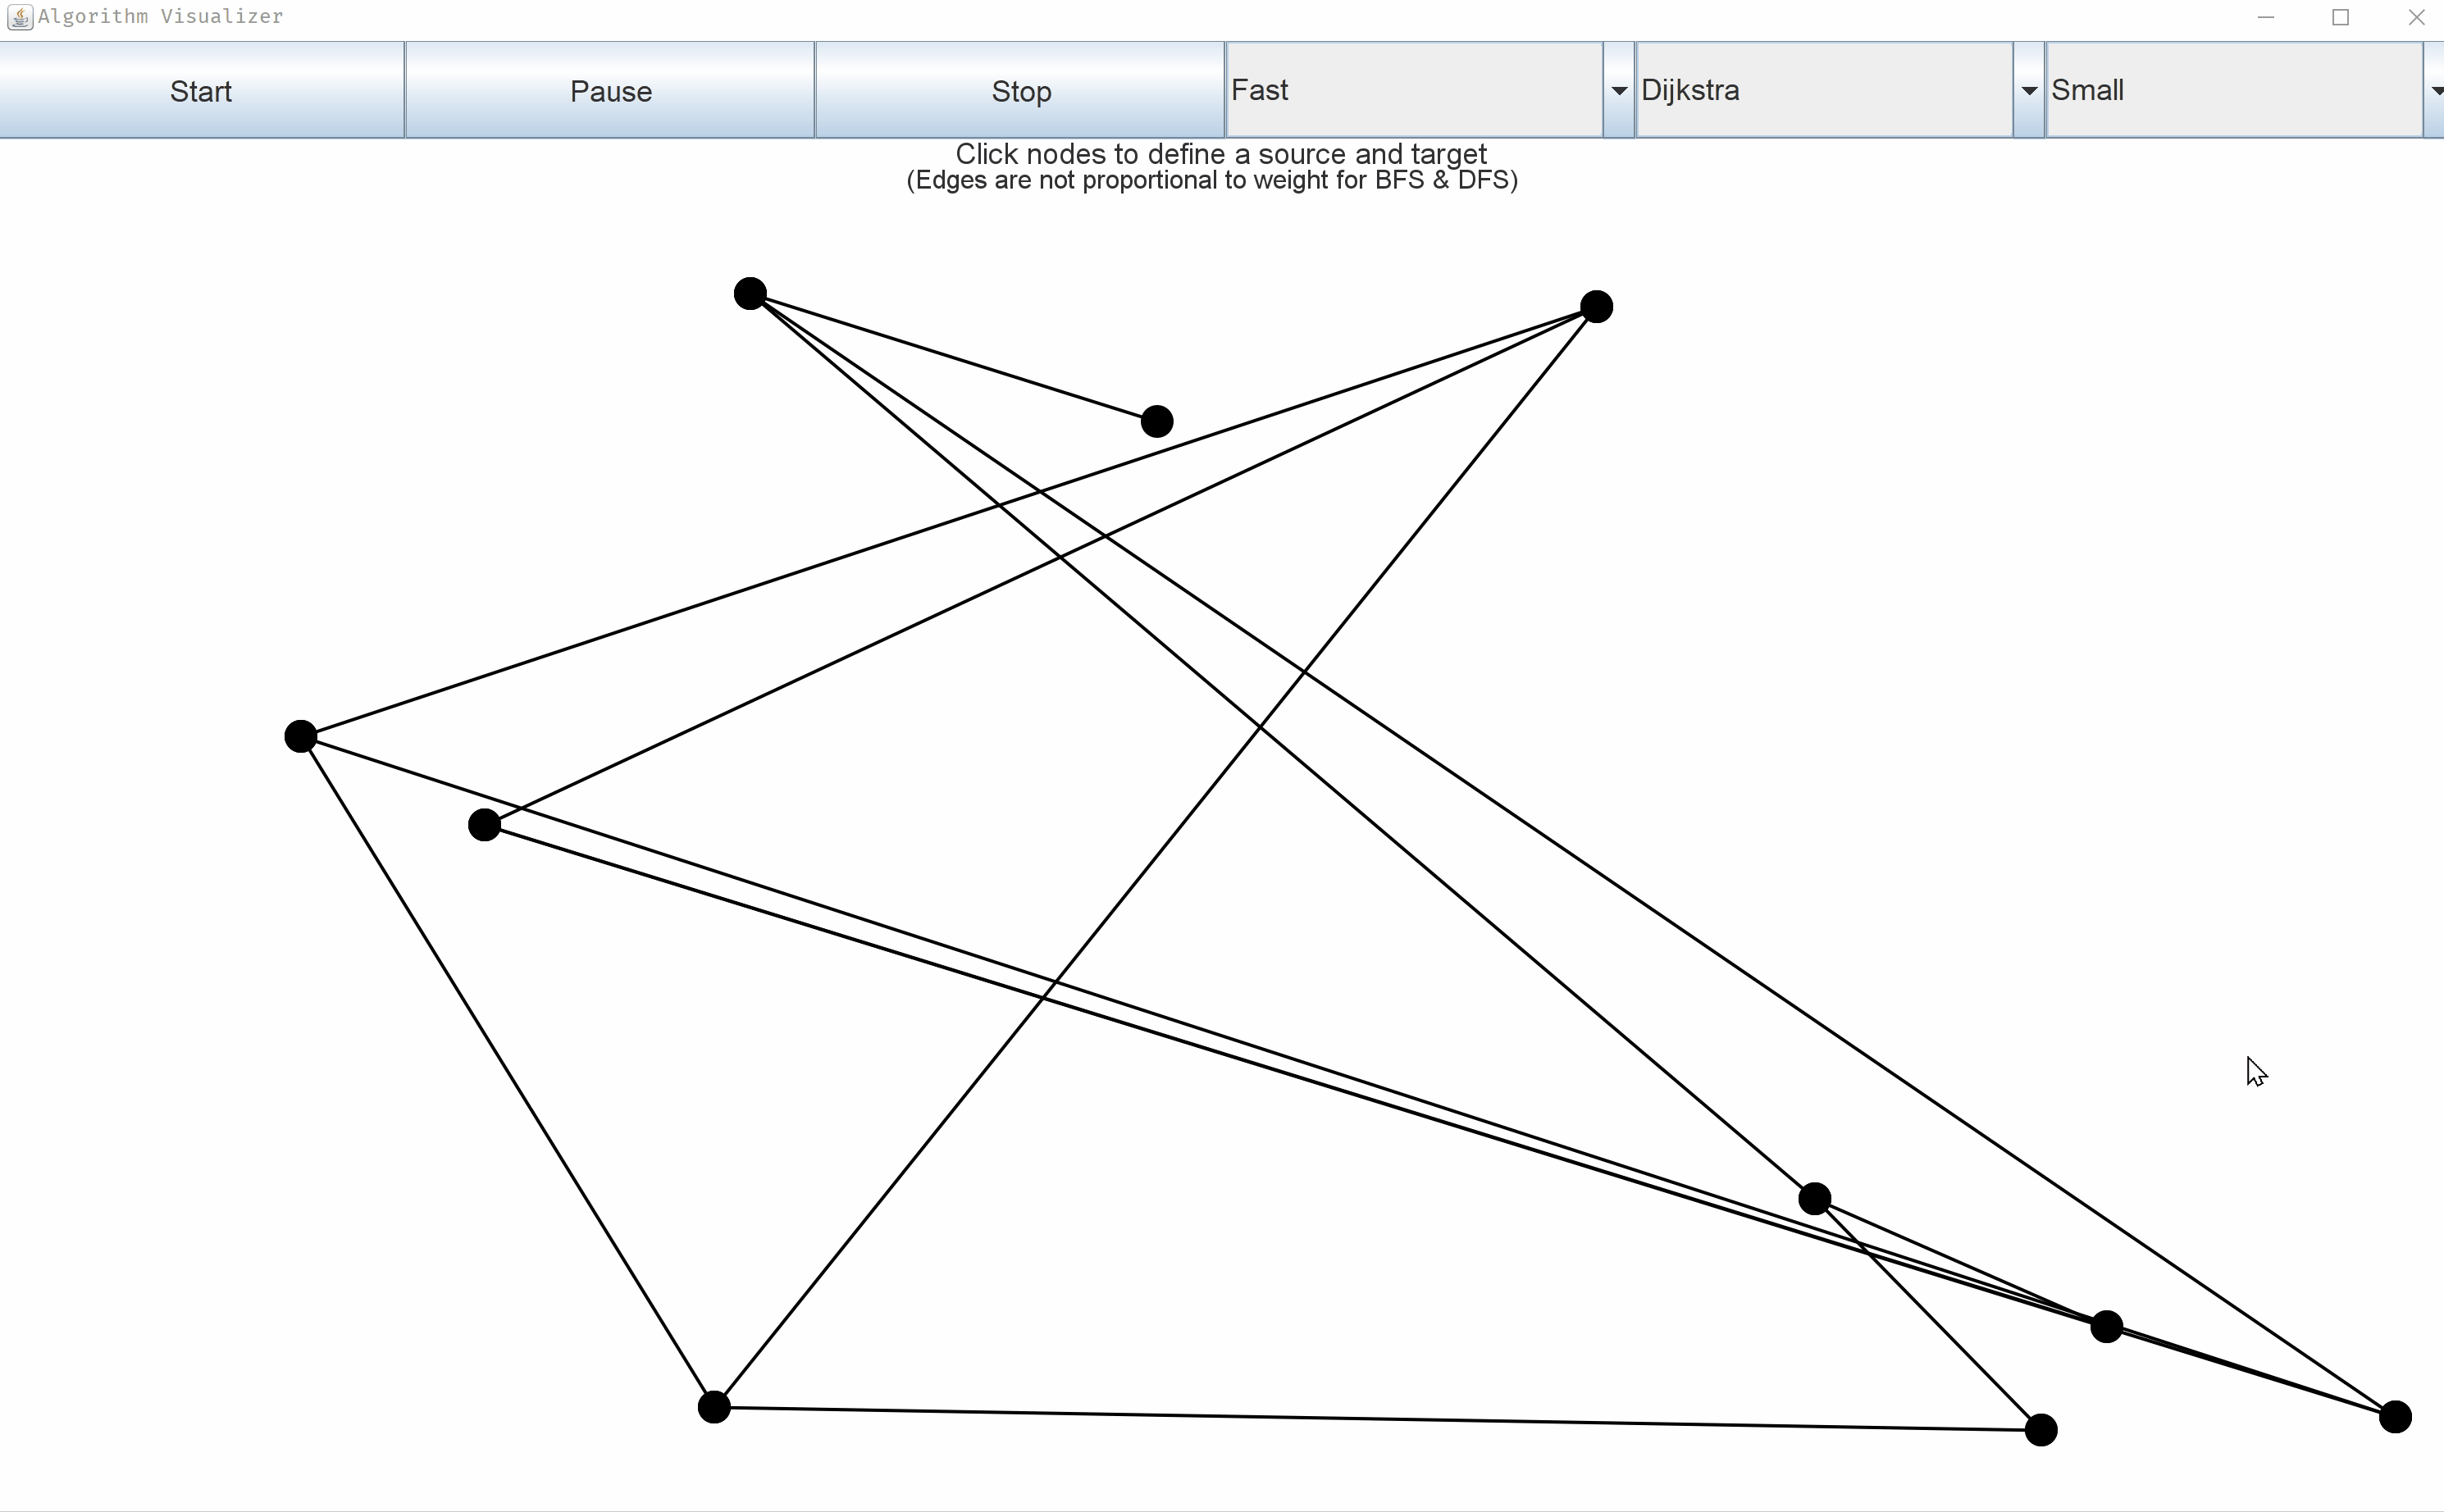 Algorithm Visualizer
Start Pause Stop Fast Dijkstra Small
Click nodes to define a source and target
(Edges are not proportional to weight for BFS & DFS)